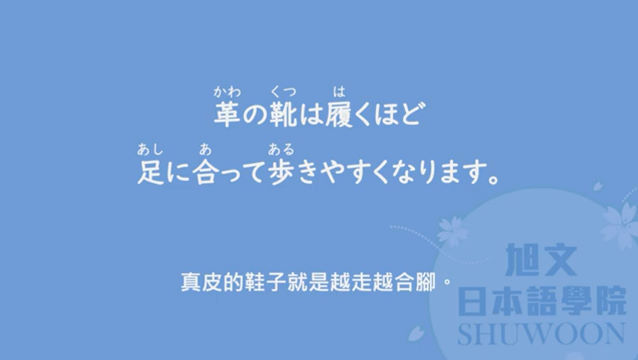 かわ くつ は
革の靴は履くほど
あし あ ある
足に合って歩きやすくなります。
真皮的鞋子就是越走越合腳。
旭文
日本語學院
SHUWOON